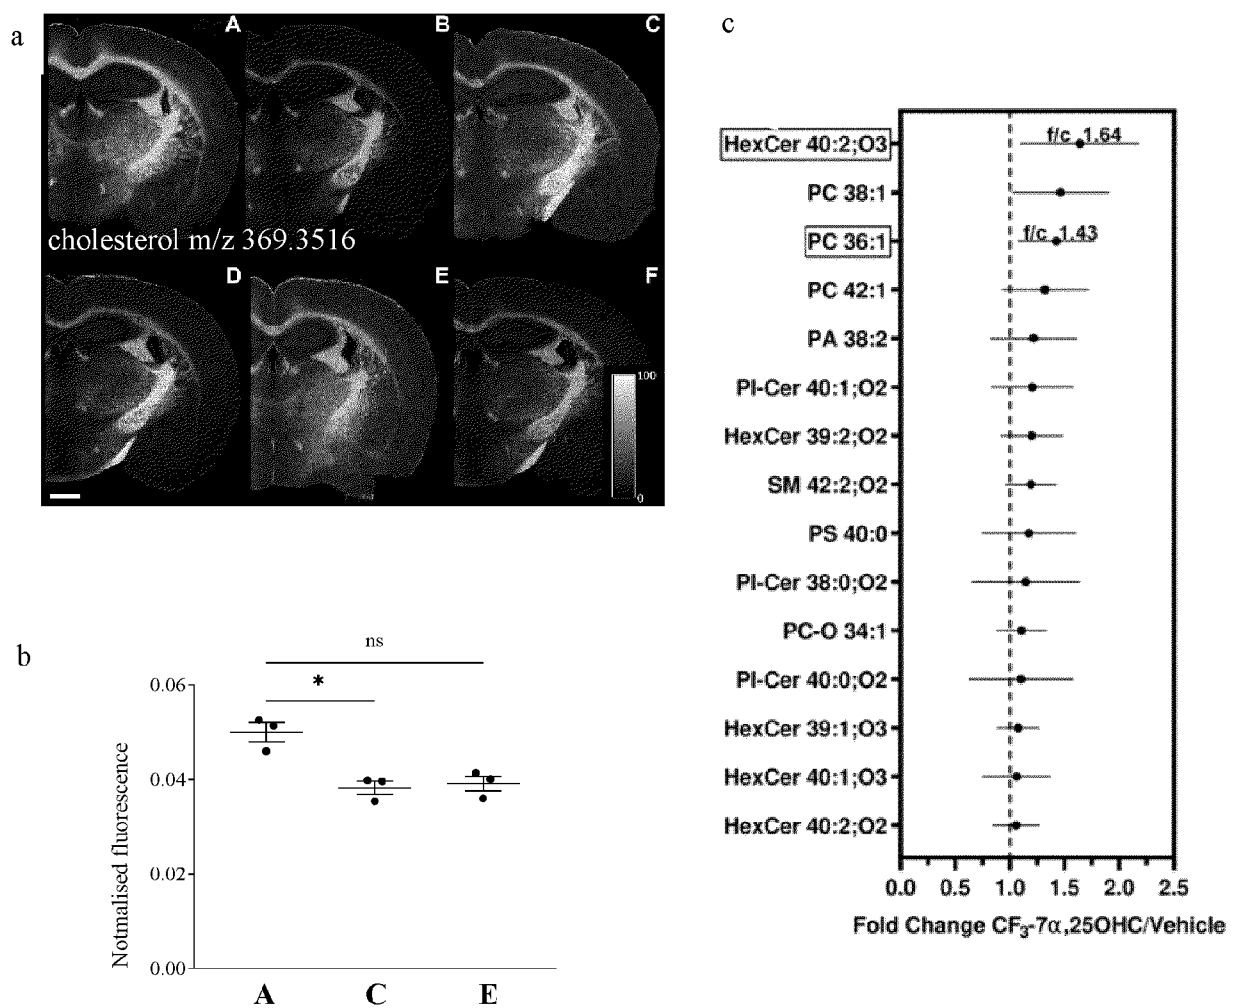 a
A
B
C
cholesterol m/z 369.3516
D
E
F
100
0
b
ns
*
0.06
0.04
0.02
0.00
Notmalised fluorescence
A
C
E
c
HexCer 40:2;O3
f/c 1.64
PC 38:1
PC 36:1
f/c 1.43
PC 42:1
PA 38:2
PI-Cer 40:1;O2
HexCer 39:2;O2
SM 42:2;O2
PS 40:0
PI-Cer 38:0;O2
PC-O 34:1
PI-Cer 40:0;O2
HexCer 39:1;O3
HexCer 40:1;O3
HexCer 40:2;O2
0.0 0.5 1.0 1.5 2.0 2.5
Fold Change CF₃-7α,25OHC/Vehicle